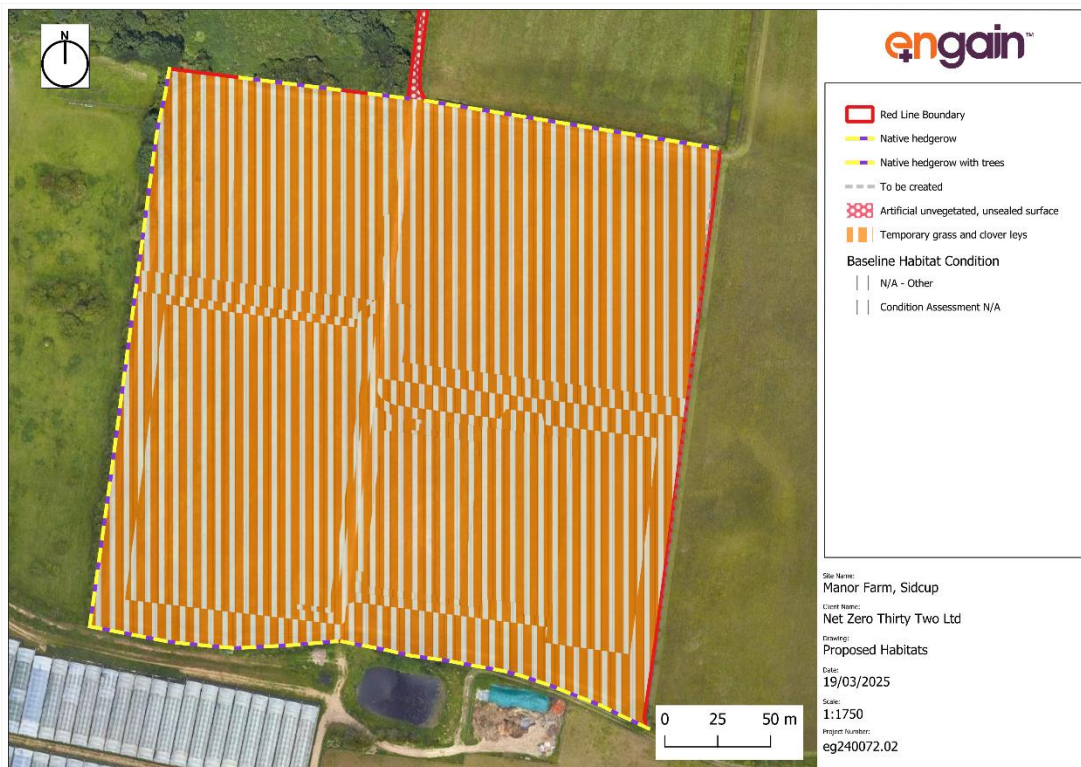 N
engain™
Red Line Boundary
Native hedgerow
Native hedgerow with trees
To be created
Artificial unvegetated, unsealed surface
Temporary grass and clover leys
Baseline Habitat Condition
N/A - Other
Condition Assessment N/A
Site Name:
Manor Farm, Sidcup
Client Name:
Net Zero Thirty Two Ltd
Drawing:
Proposed Habitats
Date:
19/03/2025
Scale:
1:1750
Project Number:
eg240072.02
0 25 50 m